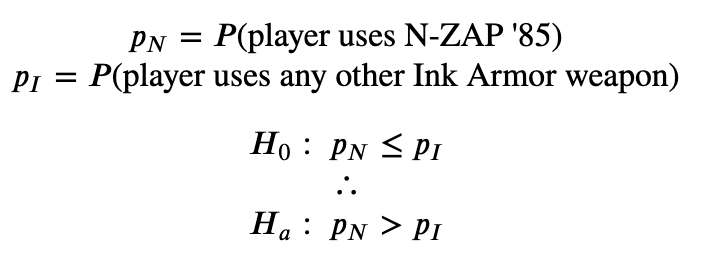 p_N = P(player uses N-ZAP '85)
p_I = P(player uses any other Ink Armor weapon)
H_0 : p_N ≤ p_I
∴
H_a : p_N > p_I